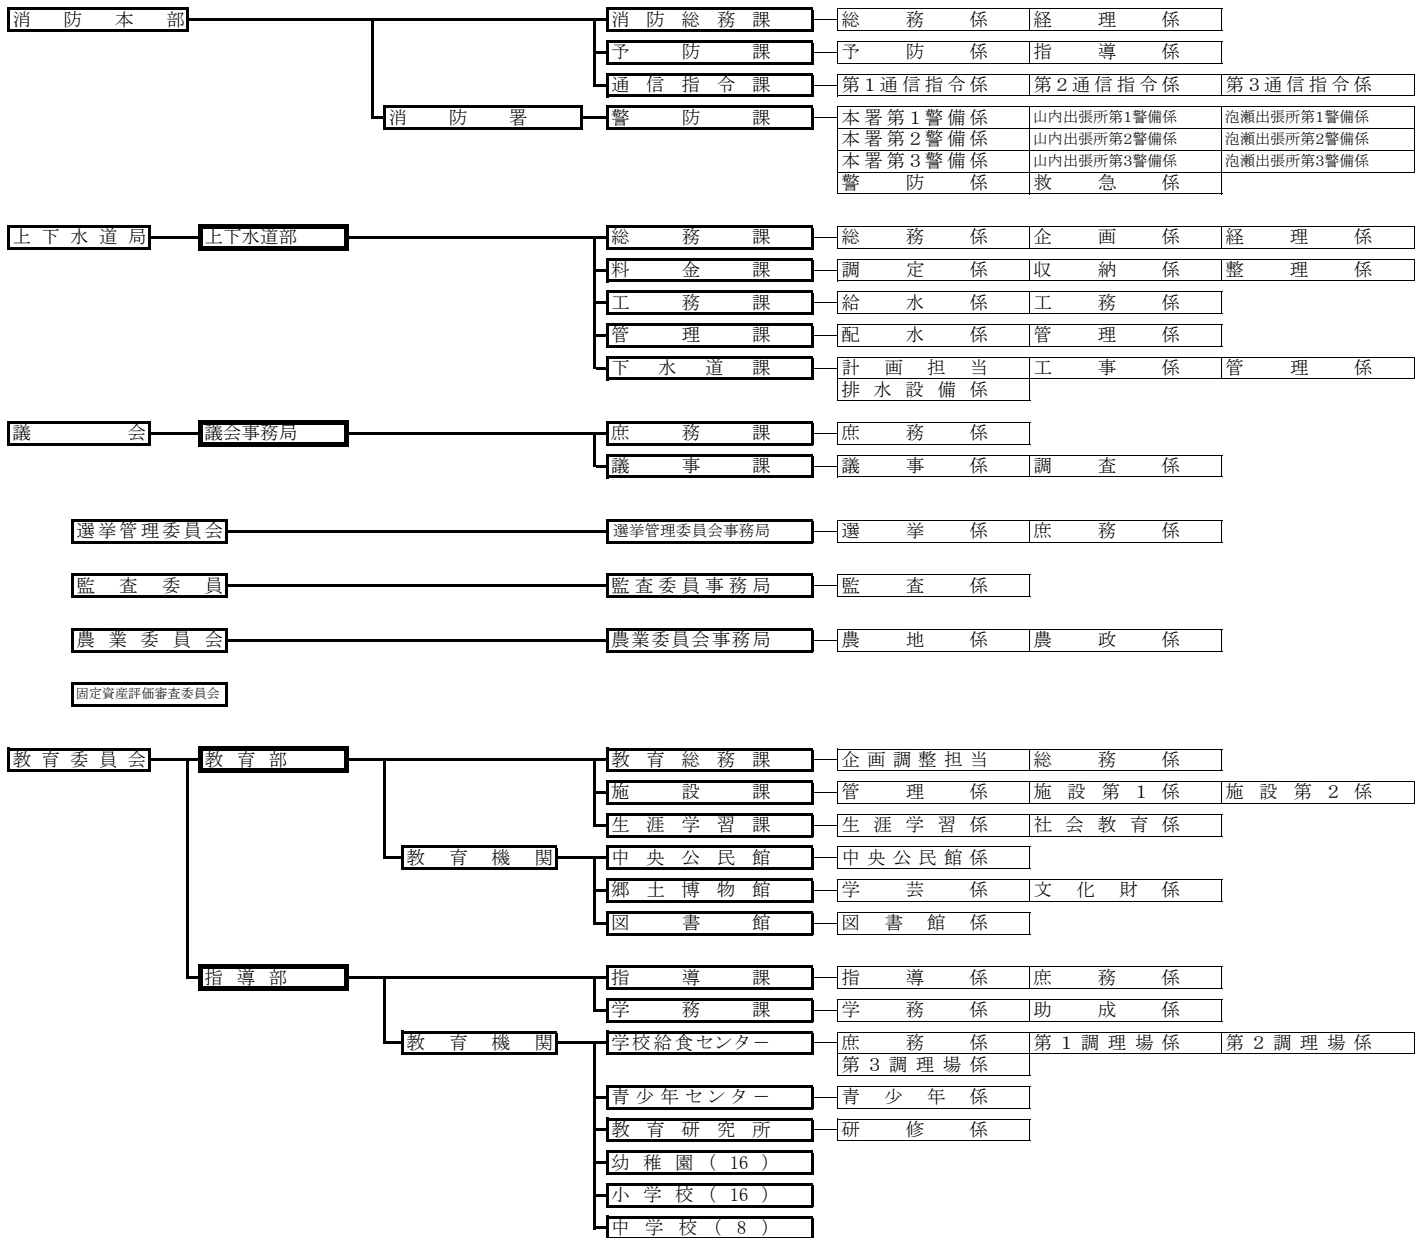 消防本部 消防総務課 総務係 経理係
予防課 予防係 指導係
通信指令課 第1通信指令係 第2通信指令係 第3通信指令係
消防署 警防課 本署第1警備係 山内出張所第1警備係 泡瀬出張所第1警備係
本署第2警備係 山内出張所第2警備係 泡瀬出張所第2警備係
本署第3警備係 山内出張所第3警備係 泡瀬出張所第3警備係
警防係 救急係
上下水道局 上下水道部 総務課 総務係 企画係 経理係
料金課 調定係 収納係 整理係
工務課 給水係 工務係
管理課 配水係 管理係
下水道課 計画担当 工事係 管理係
排水設備係
議会 議会事務局 庶務課 庶務係
議事課 議事係 調査係
選挙管理委員会 選挙管理委員会事務局 選挙係 庶務係
監査委員 監査委員事務局 監査係
農業委員会 農業委員会事務局 農地係 農政係
固定資産評価審査委員会
教育委員会 教育部 教育総務課 企画調整担当 総務係
施設課 管理係 施設第1係 施設第2係
生涯学習課 生涯学習係 社会教育係
教育機関 中央公民館 中央公民館係
郷土博物館 学芸係 文化財係
図書館 図書館係
指導部 指導課 指導係 庶務係
学務課 学務係 助成係
教育機関 学校給食センター 庶務係 第1調理場係 第2調理場係
第3調理場係
青少年センター 青少年係
教育研究所 研修係
幼稚園(16)
小学校(16)
中学校(8)